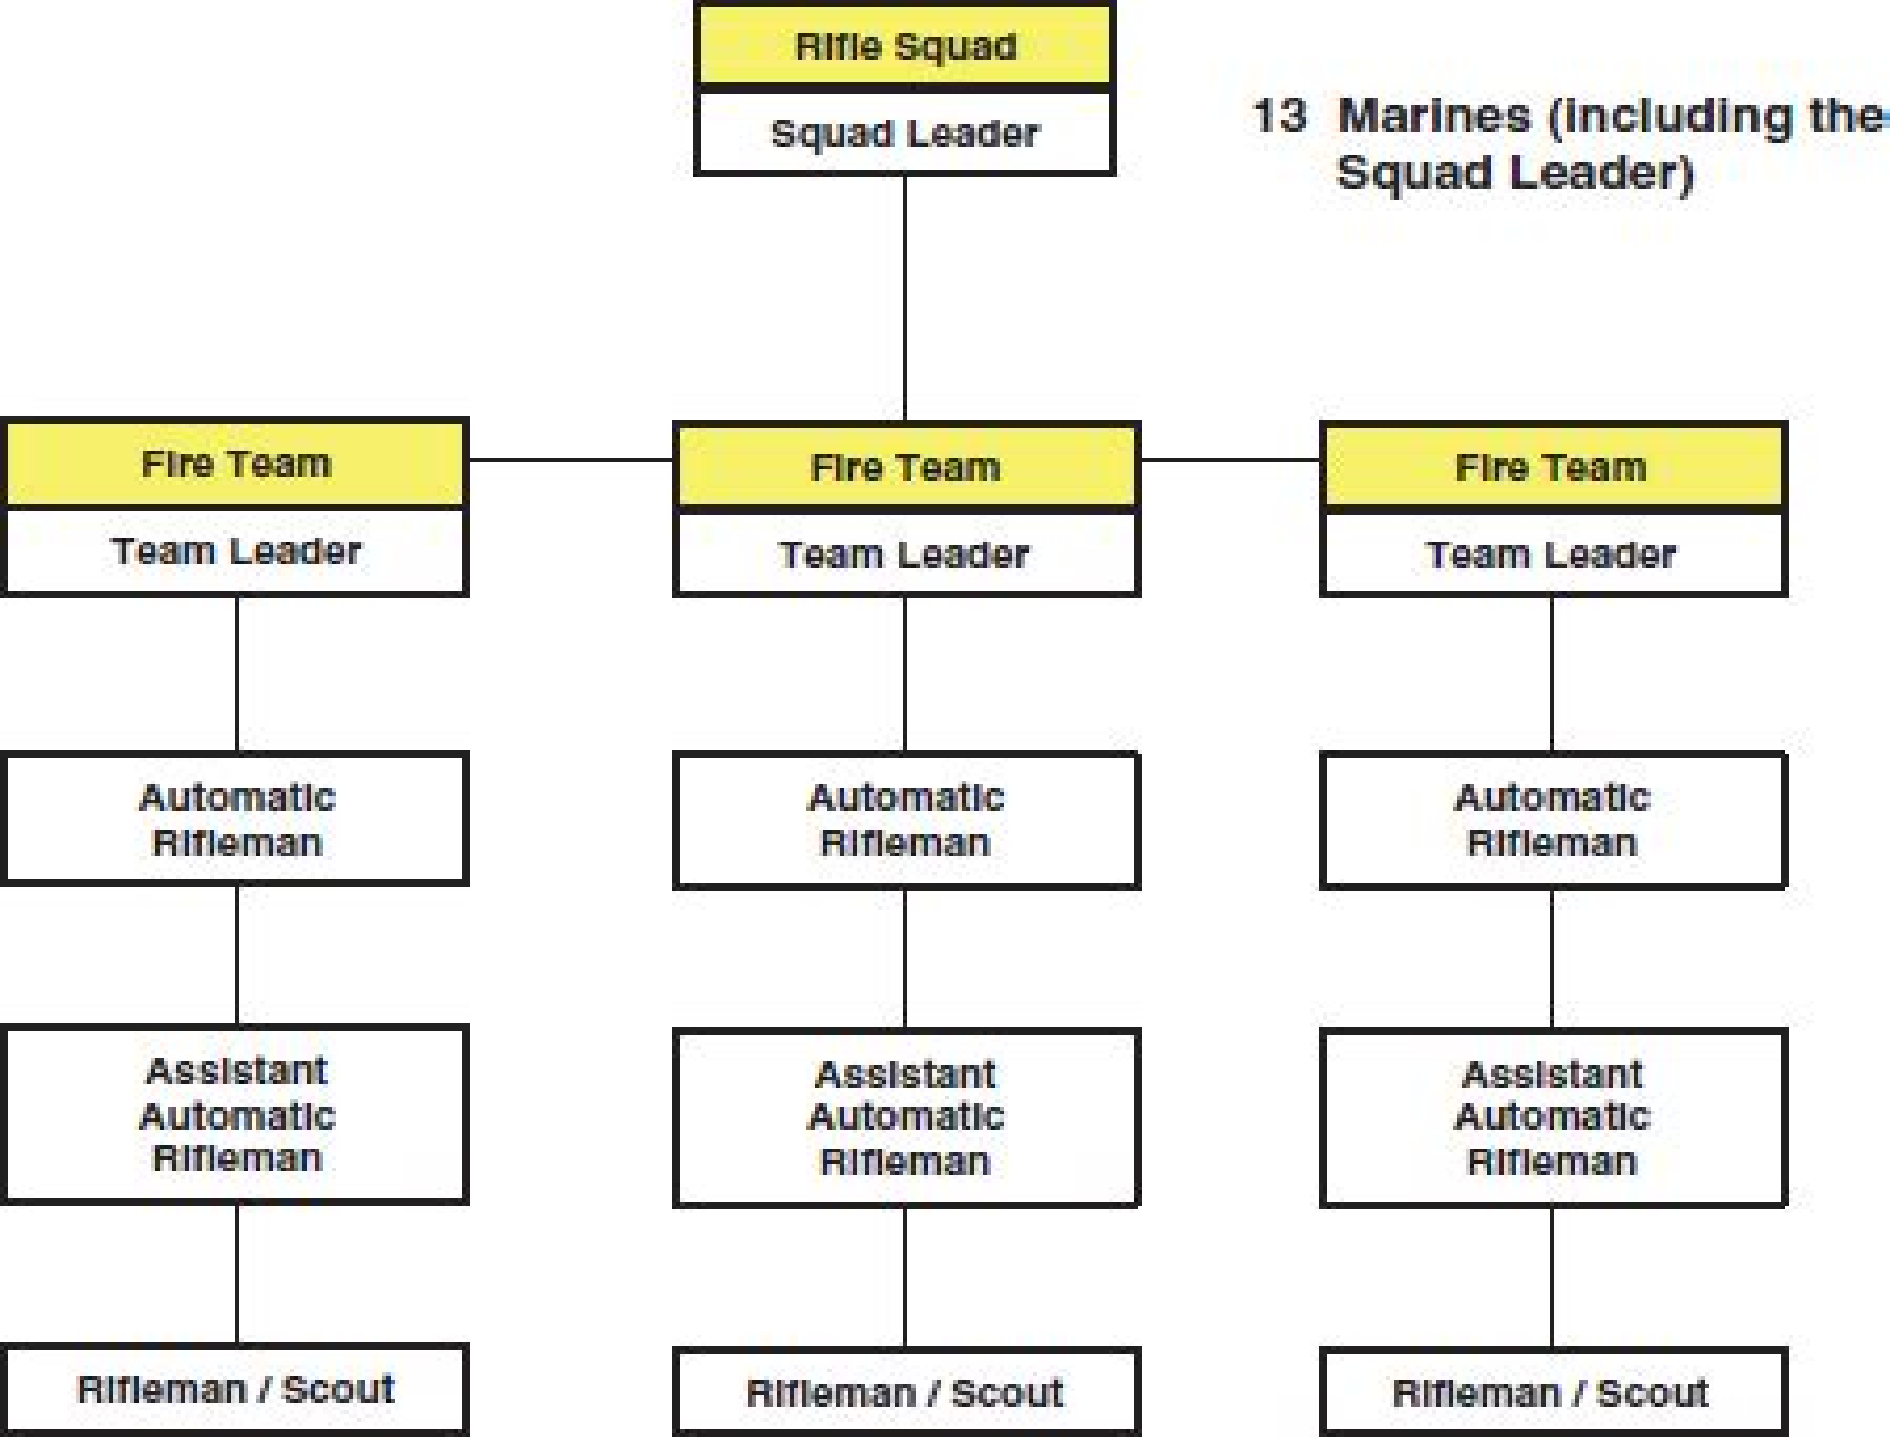 Rifle Squad
Squad Leader
13 Marines (including the
Squad Leader)
Fire Team
Team Leader
Fire Team
Team Leader
Fire Team
Team Leader
Automatic
Rifleman
Automatic
Rifleman
Automatic
Rifleman
Assistant
Automatic
Rifleman
Assistant
Automatic
Rifleman
Assistant
Automatic
Rifleman
Rifleman / Scout
Rifleman / Scout
Rifleman / Scout